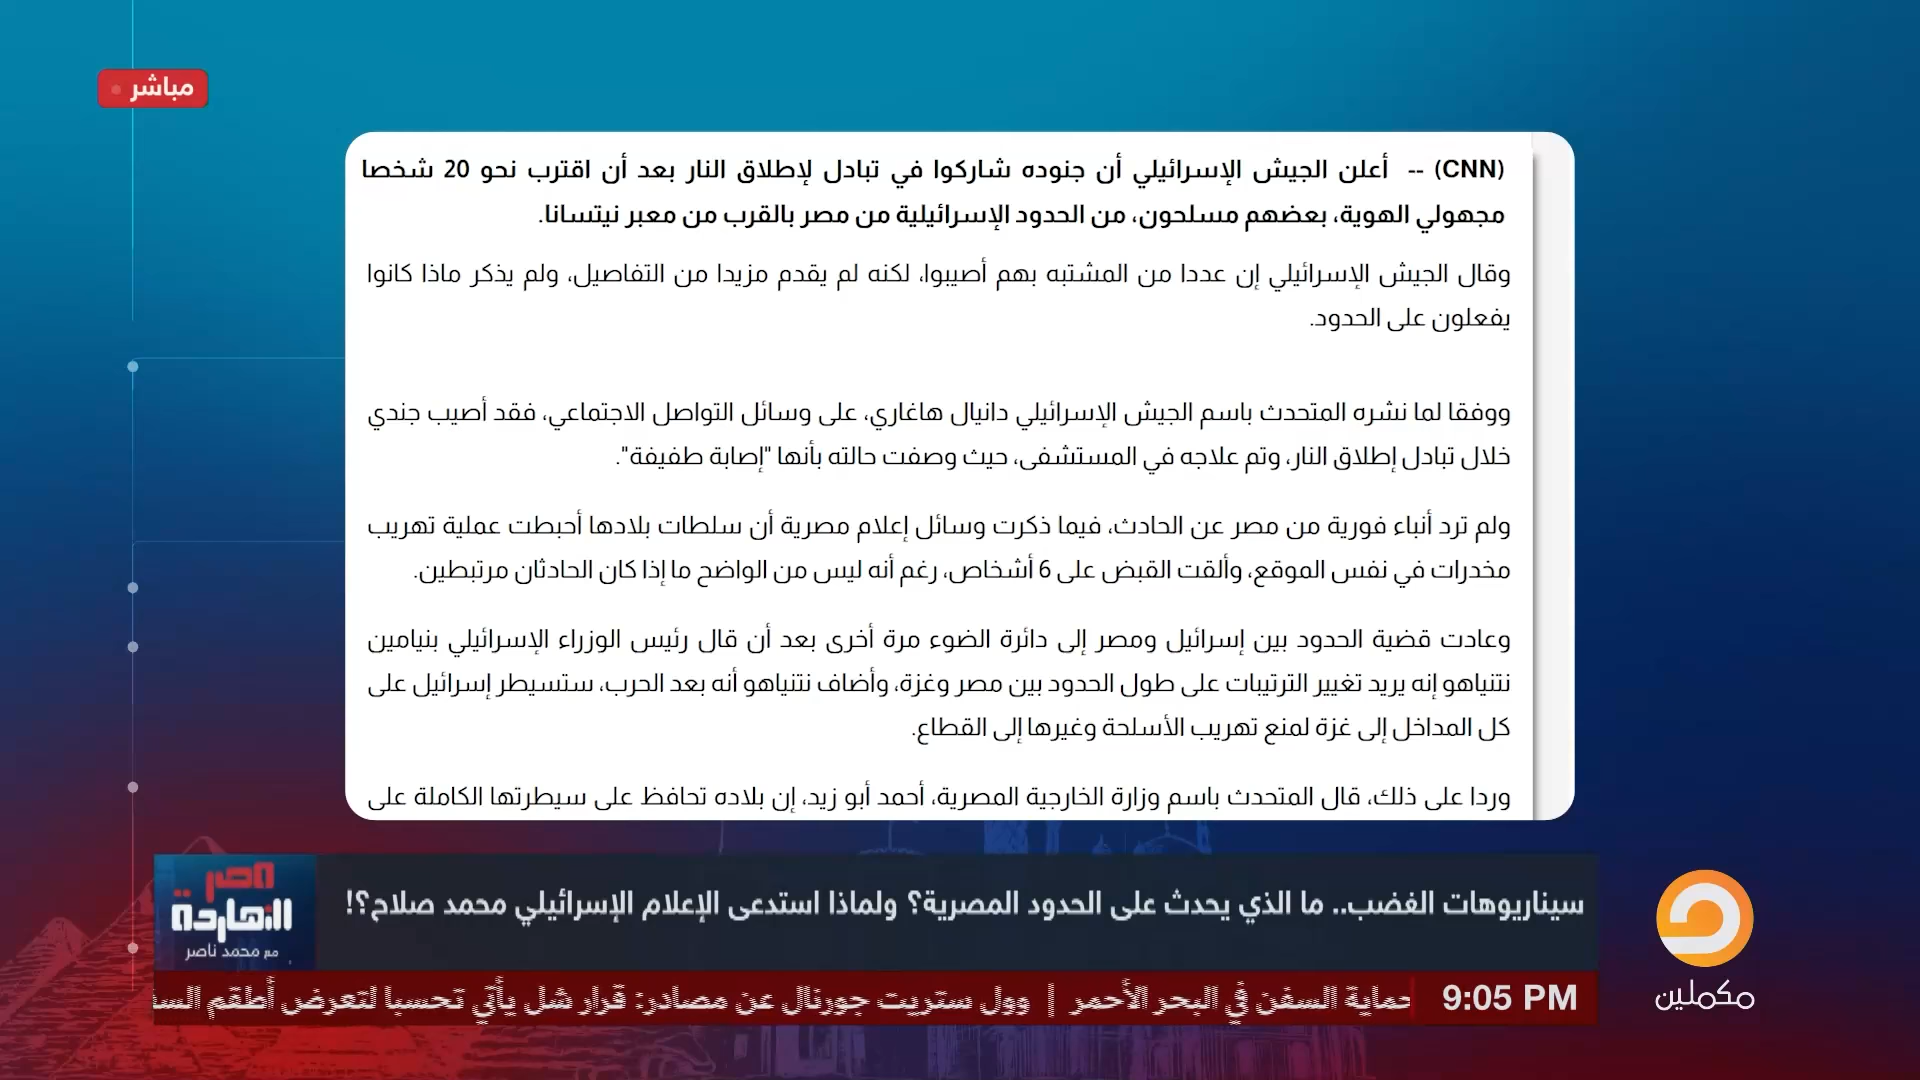 مباشر
(CNN) -- أعلن الجيش الإسرائيلي أن جنوده شاركوا في تبادل لإطلاق النار بعد أن اقترب نحو 20 شخصا
مجهولي الهوية، بعضهم مسلحون، من الحدود الإسرائيلية من مصر بالقرب من معبر نيتسانا.
وقال الجيش الإسرائيلي إن عددا من المشتبه بهم أصيبوا، لكنه لم يقدم مزيدا من التفاصيل، ولم يذكر ماذا كانوا
يفعلون على الحدود.
ووفقا لما نشره المتحدث باسم الجيش الإسرائيلي دانيال هاغاري، على وسائل التواصل الاجتماعي، فقد أصيب جندي
خلال تبادل إطلاق النار، وتم علاجه في المستشفى، حيث وصفت حالته بأنها "إصابة طفيفة".
ولم ترد أنباء فورية من مصر عن الحادث، فيما ذكرت وسائل إعلام مصرية أن سلطات بلادها أحبطت عملية تهريب
مخدرات في نفس الموقع، وألقت القبض على 6 أشخاص، رغم أنه ليس من الواضح ما إذا كان الحادثان مرتبطين.
وعادت قضية الحدود بين إسرائيل ومصر إلى دائرة الضوء مرة أخرى بعد أن قال رئيس الوزراء الإسرائيلي بنيامين
نتنياهو إنه يريد تغيير الترتيبات على طول الحدود بين مصر وغزة، وأضاف نتنياهو أنه بعد الحرب، ستسيطر إسرائيل على
كل المداخل إلى غزة لمنع تهريب الأسلحة وغيرها إلى القطاع.
وردا على ذلك، قال المتحدث باسم وزارة الخارجية المصرية، أحمد أبو زيد، إن بلاده تحافظ على سيطرتها الكاملة على
سيناريوهات الغضب.. ما الذي يحدث على الحدود المصرية؟ ولماذا استدعى الإعلام الإسرائيلي محمد صلاح؟!
مصر
النهاردة
مع محمد ناصر
9:05 PM
حماية السفن في البحر الأحمر | وول ستريت جورنال عن مصادر: قرار شل يأتي تحسبا لتعرض أطقم
مكملين